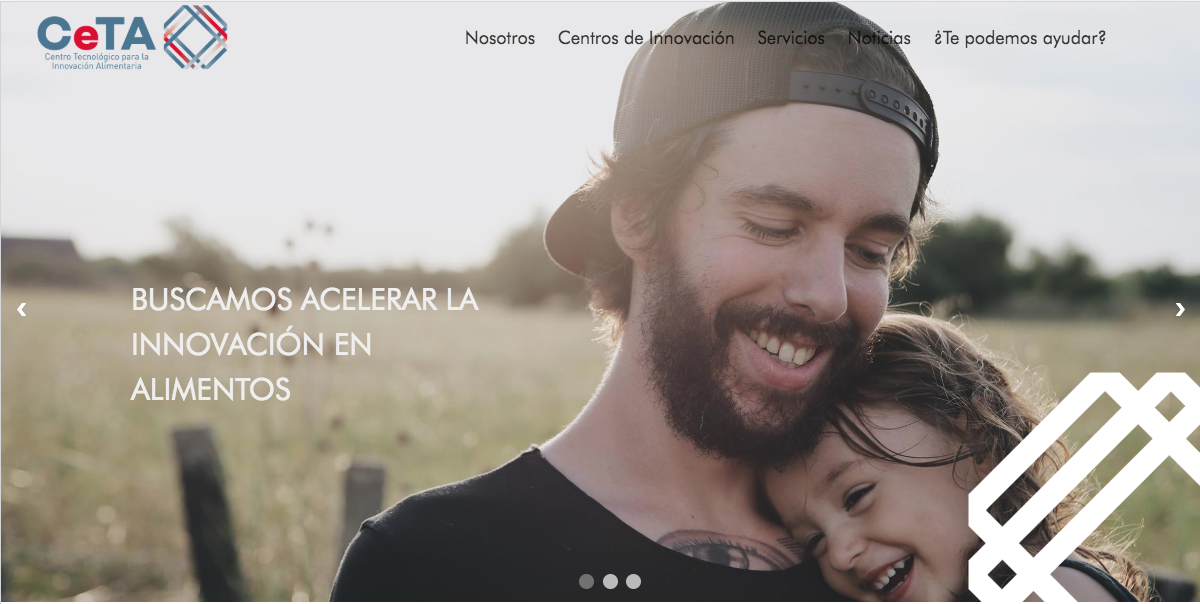 CeTA
Centro Tecnológico para la
Innovación Alimentaria
Nosotros Centros de Innovación Servicios Noticias ¿Te podemos ayudar?
BUSCAMOS ACELERAR LA
INNOVACIÓN EN
ALIMENTOS